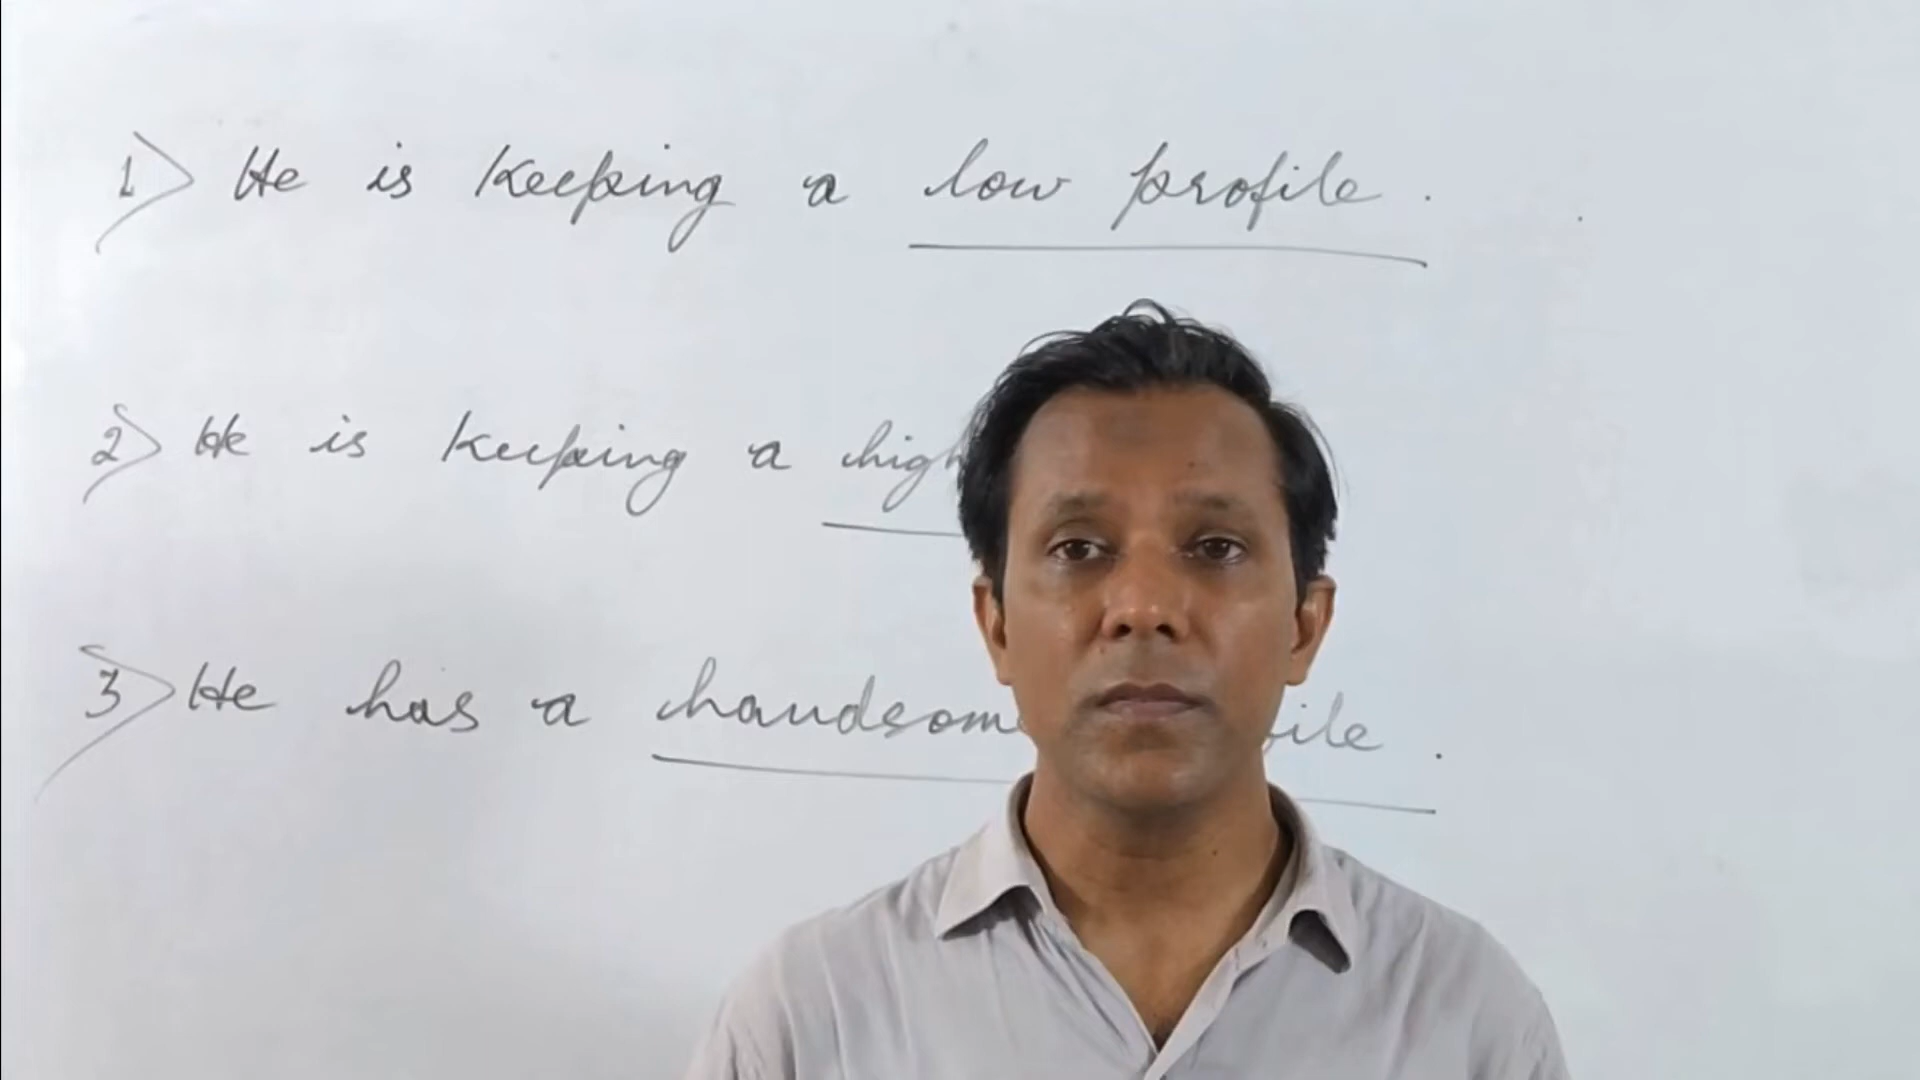 1) He is keeping a low profile.
2) He is keeping a high
3) He has a handsome